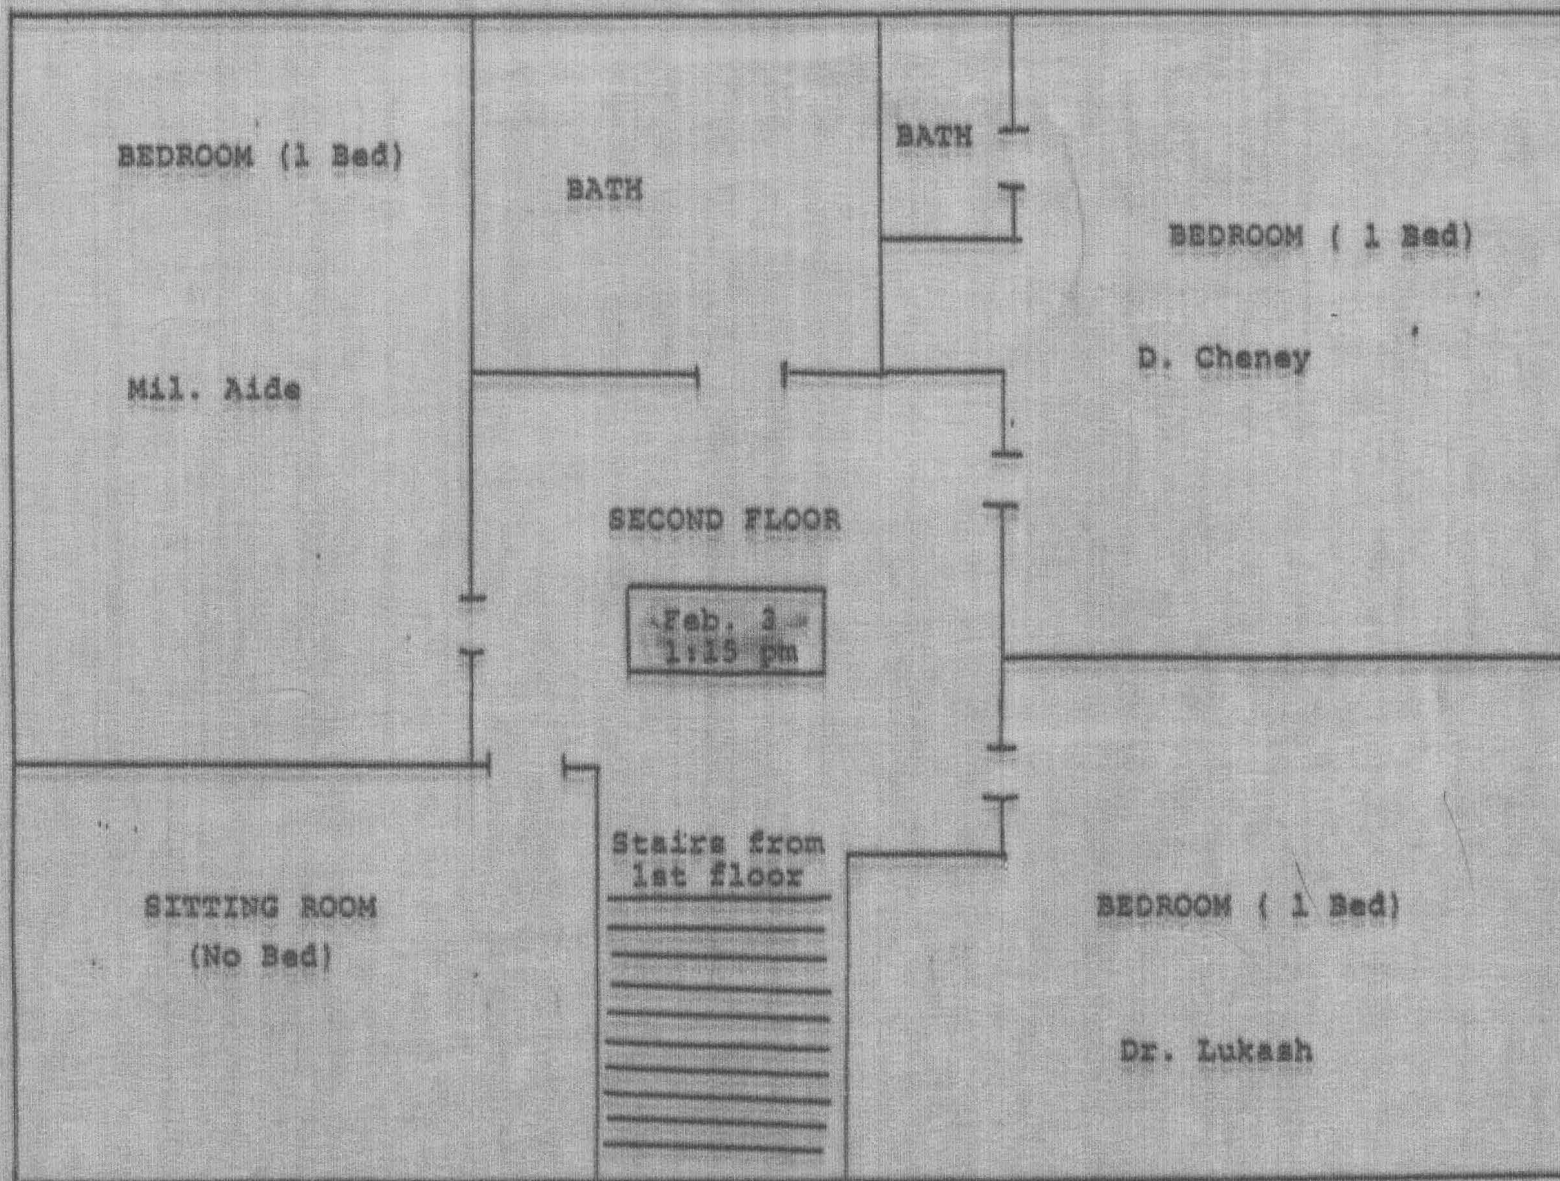 BEDROOM (1 Bed)
BATH
BATH
BEDROOM ( 1 Bed)
Mil. Aide
D. Cheney
SECOND FLOOR
Feb. 3
1:15 pm
Stairs from
1st floor
SITTING ROOM
(No Bed)
BEDROOM ( 1 Bed)
Dr. Lukash